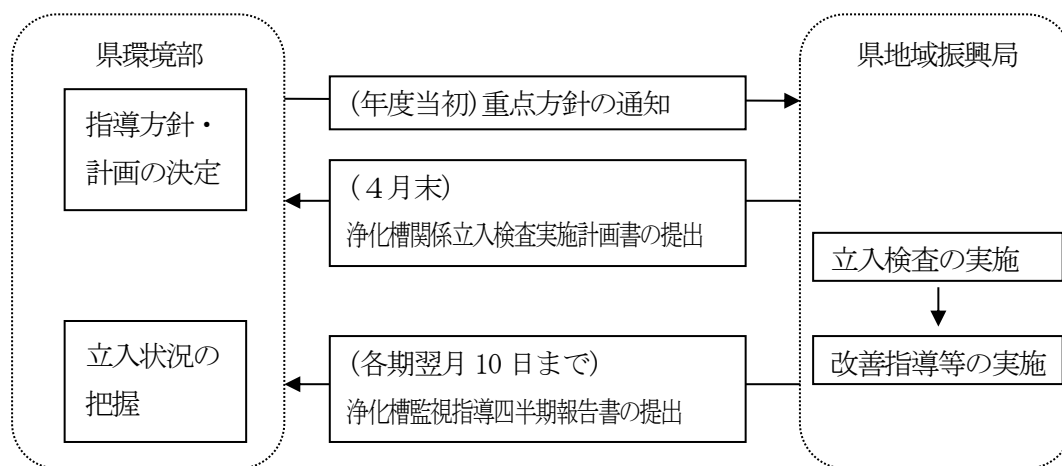 県環境部
県地域振興局
指導方針・
計画の決定
(年度当初)重点方針の通知
(4月末)
浄化槽関係立入検査実施計画書の提出
立入検査の実施
改善指導等の実施
立入状況の
把握
(各期翌月 10 日まで)
浄化槽監視指導四半期報告書の提出